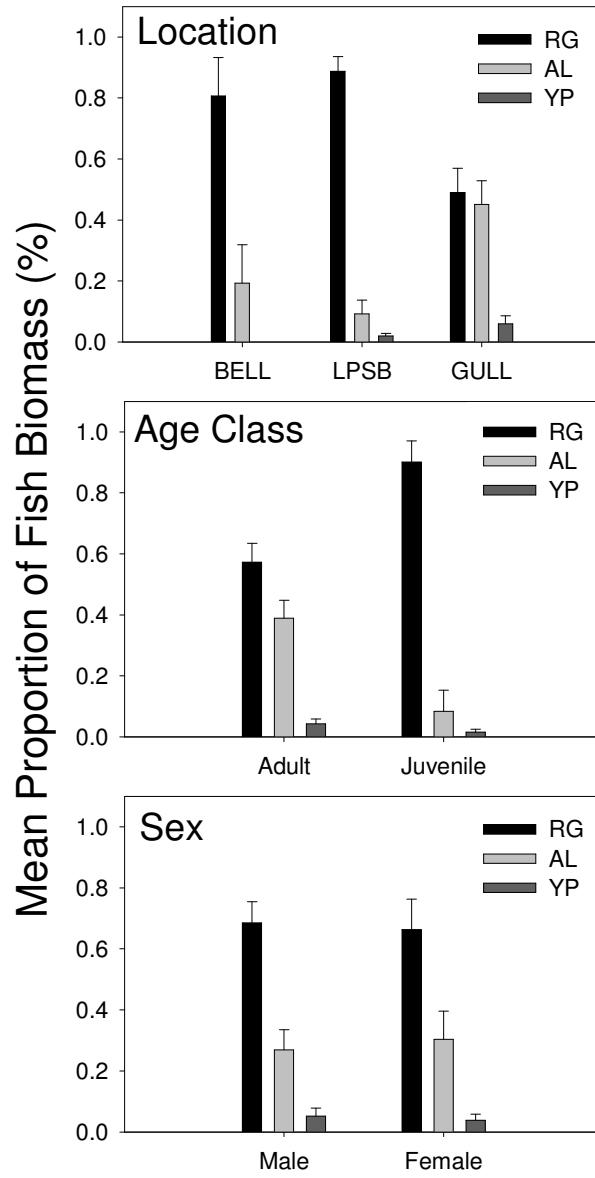 Mean Proportion of Fish Biomass (%)
Location
RG
AL
YP
1.0
0.8
0.6
0.4
0.2
0.0
BELL LPSB GULL
Age Class
RG
AL
YP
1.0
0.8
0.6
0.4
0.2
0.0
Adult Juvenile
Sex
RG
AL
YP
1.0
0.8
0.6
0.4
0.2
0.0
Male Female